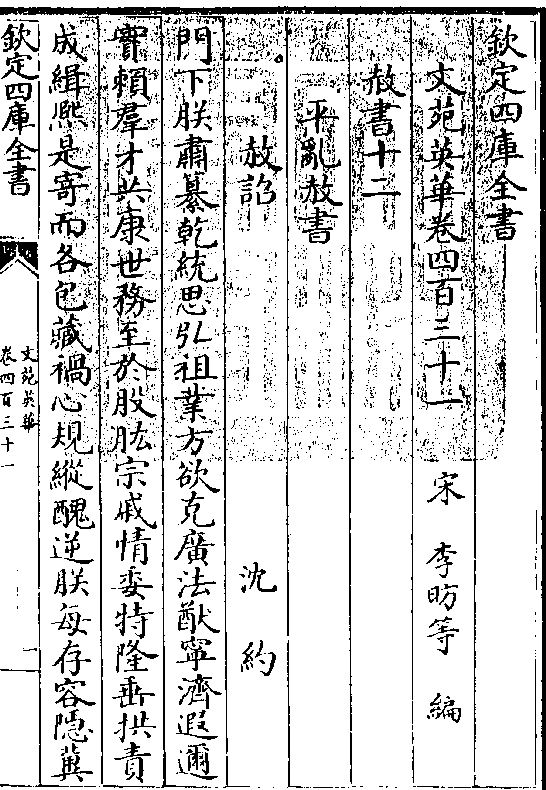 欽定四庫全書
文苑英華卷四百三十一
宋 李昉等 編
赦書十二
平亂赦書
赦詔
沈約
門下朕肅纂乾統思弘祖業方欲克廣法猷寧濟遐邇
實賴羣才共康世務至於股肱宗戚情委特隆垂拱責
成緝熙是寄而各包藏禍心規縱醜逆朕每存容隱冀
欽定四庫全書
文苑英華
卷四百三十一
一